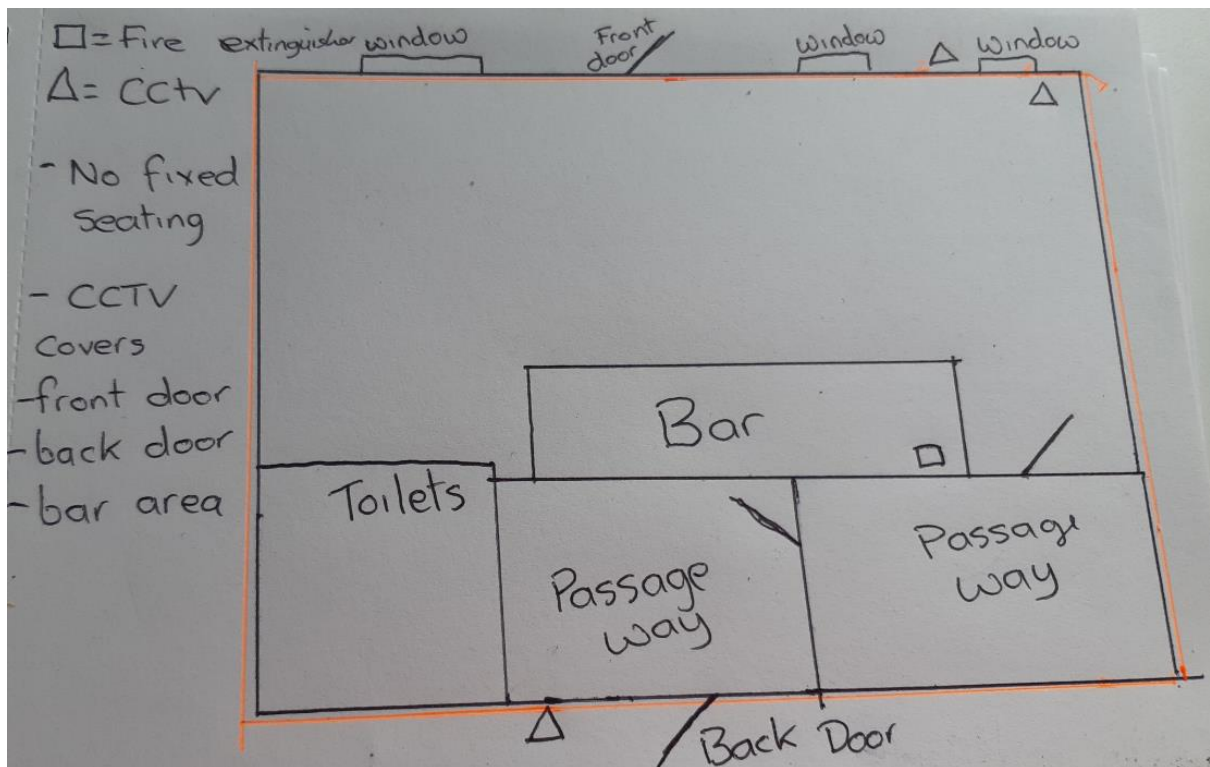 □ = Fire extinguisher
Δ = CCtv
- No fixed
Seating
- CCTV
Covers
-front door
-back door
-bar area
window
Front
door
Window
Window
Bar
Toilets
Passage
way
Passage
way
Back Door